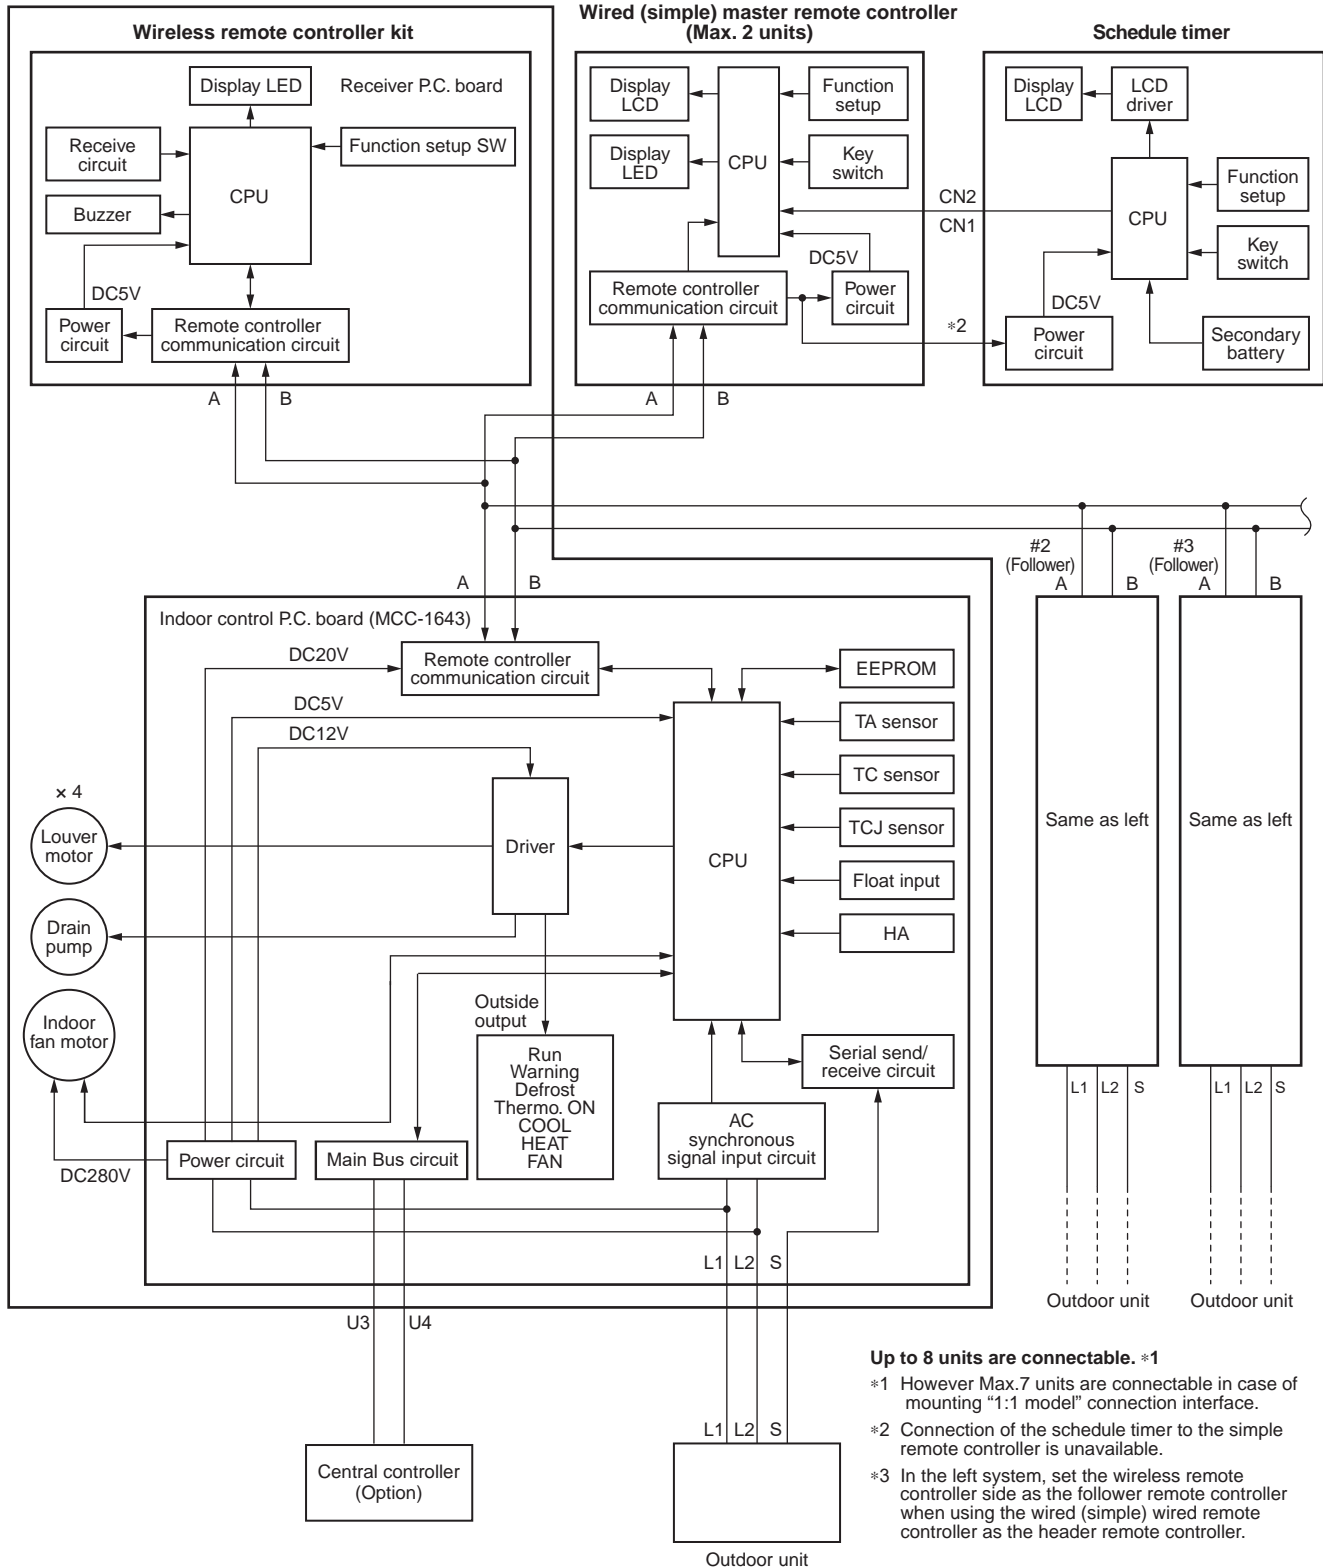 Wireless remote controller kit
Wired (simple) master remote controller
(Max. 2 units)
Schedule timer
Display LED
Receiver P.C. board
Receive
circuit
CPU
Function setup SW
Buzzer
DC5V
Power
circuit
Remote controller
communication circuit
A
B
Display
LCD
Function
setup
Display
LED
CPU
Key
switch
DC5V
Remote controller
communication circuit
Power
circuit
A
B
CN2
CN1
∗2
Display
LCD
LCD
driver
Function
setup
CPU
Key
switch
DC5V
Power
circuit
Secondary
battery
#2
(Follower)
A
B
#3
(Follower)
A
B
A
B
Indoor control P.C. board (MCC-1643)
DC20V
Remote controller
communication circuit
EEPROM
DC5V
TA sensor
DC12V
TC sensor
× 4
Louver
motor
Driver
CPU
TCJ sensor
Float input
Drain
pump
HA
Indoor
fan motor
Outside
output
Run
Warning
Defrost
Thermo. ON
COOL
HEAT
FAN
Serial send/
receive circuit
AC
synchronous
signal input circuit
DC280V
Power circuit
Main Bus circuit
L1
L2
S
Same as left
Same as left
L1
L2
S
L1
L2
S
Outdoor unit
Outdoor unit
U3
U4
Central controller
(Option)
L1
L2
S
Outdoor unit
Up to 8 units are connectable. ∗1
∗1 However Max.7 units are connectable in case of
mounting “1:1 model” connection interface.
∗2 Connection of the schedule timer to the simple
remote controller is unavailable.
∗3 In the left system, set the wireless remote
controller side as the follower remote controller
when using the wired (simple) wired remote
controller as the header remote controller.